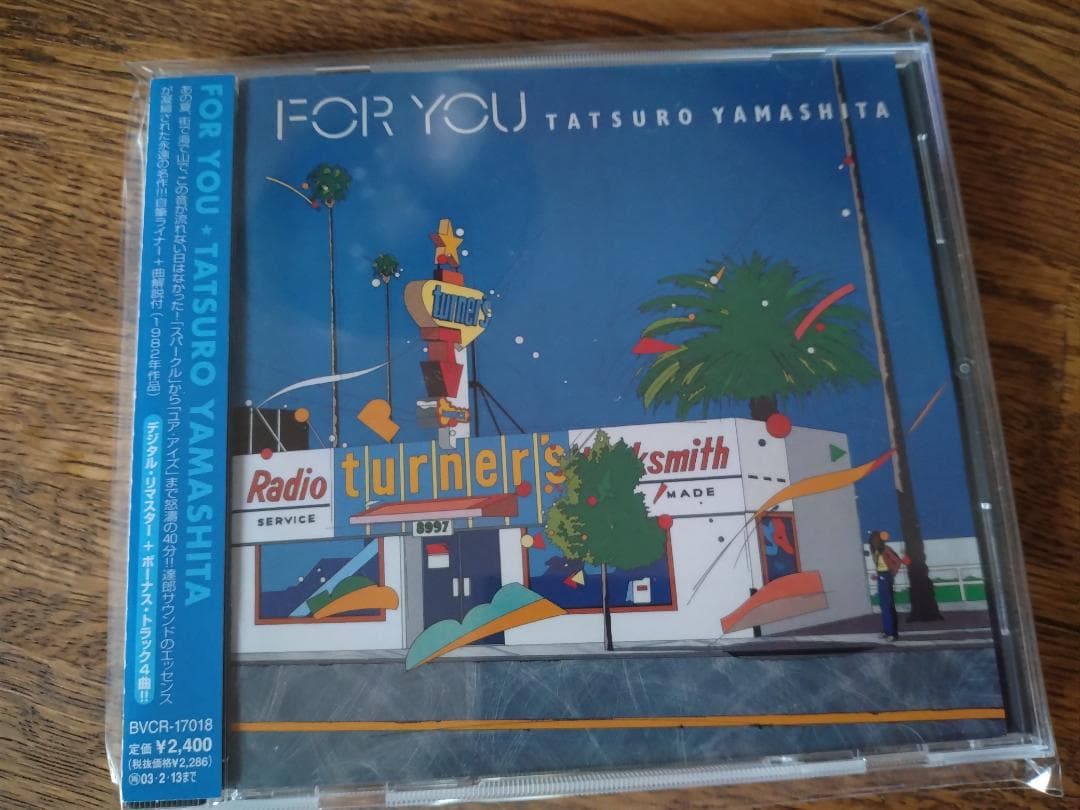 FOR YOU TATSURO YAMASHITA
FOR YOU★TATSURO YAMASHITA
あの夏、街で海で山で、この音が流れない日はなかった!「スパークル」から「ユア・アイズ」まで怒濤の40分!!達郎サウンドのエッセンス
が凝縮された永遠の名作!!!自筆ライナー+曲解説付(1982年作品)
デジタル・リマスター+ボーナス・トラック4曲!!
BVCR-17018
定価¥2,400
(税抜価格¥2,286)
再03・2・13まで
turner's
Radio
SERVICE
turner's
ksmith
MADE
8997